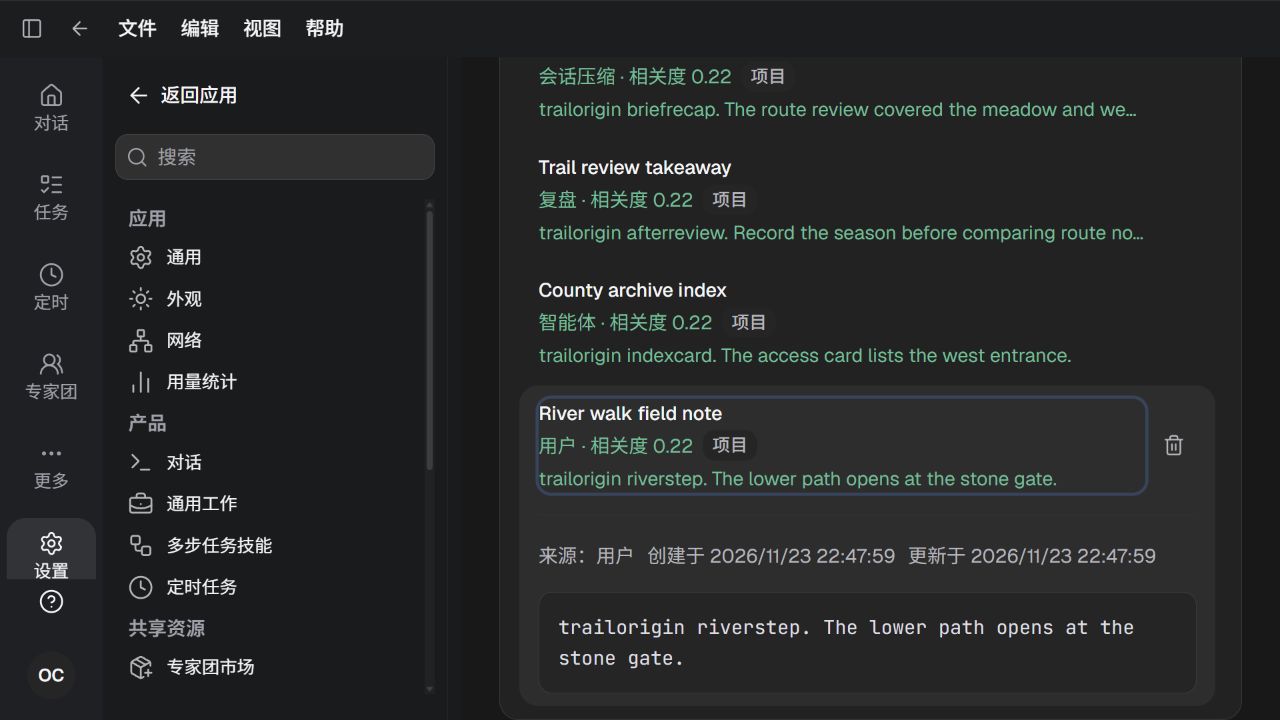 文件 编辑 视图 帮助
对话
任务
定时
专家团
更多
设置
OC
返回应用
搜索
应用
通用
外观
网络
用量统计
产品
对话
通用工作
多步任务技能
定时任务
共享资源
专家团市场
会话压缩 · 相关度 0.22 项目
trailorigin briefrecap. The route review covered the meadow and we...
Trail review takeaway
复盘 · 相关度 0.22 项目
trailorigin afterreview. Record the season before comparing route no...
County archive index
智能体 · 相关度 0.22 项目
trailorigin indexcard. The access card lists the west entrance.
River walk field note
用户 · 相关度 0.22 项目
trailorigin riverstep. The lower path opens at the stone gate.
来源：用户 创建于 2026/11/23 22:47:59 更新于 2026/11/23 22:47:59
trailorigin riverstep. The lower path opens at the
stone gate.